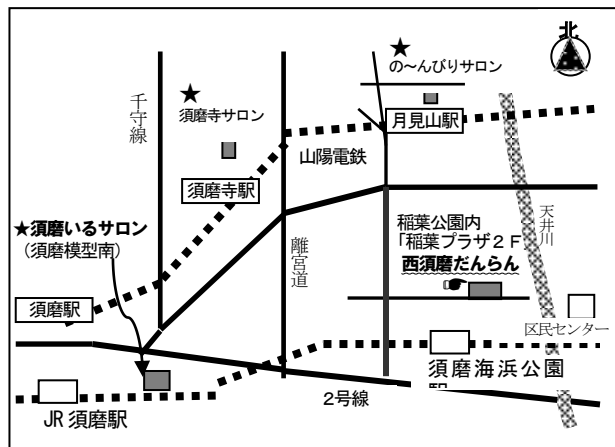 北
の〜んびりサロン
千守線
須磨寺サロン
月見山駅
山陽電鉄
須磨寺駅
★須磨いるサロン
（須磨模型南）
離宮道
稲葉公園内
「稲葉プラザ２Ｆ
西須磨だんらん
天井川
須磨駅
区民センター
須磨海浜公園
駅
2号線
JR 須磨駅